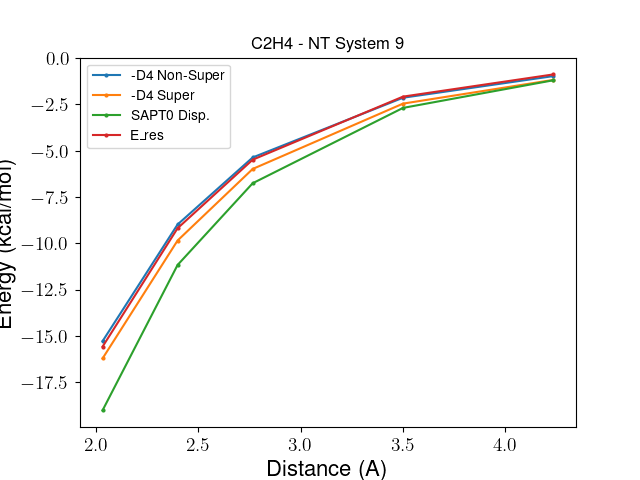 C2H4 - NT System 9
-D4 Non-Super
-D4 Super
SAPT0 Disp.
E_res
0.0
−2.5
−5.0
−7.5
−10.0
−12.5
−15.0
−17.5
Energy (kcal/mol)
2.0 2.5 3.0 3.5 4.0
Distance (A)